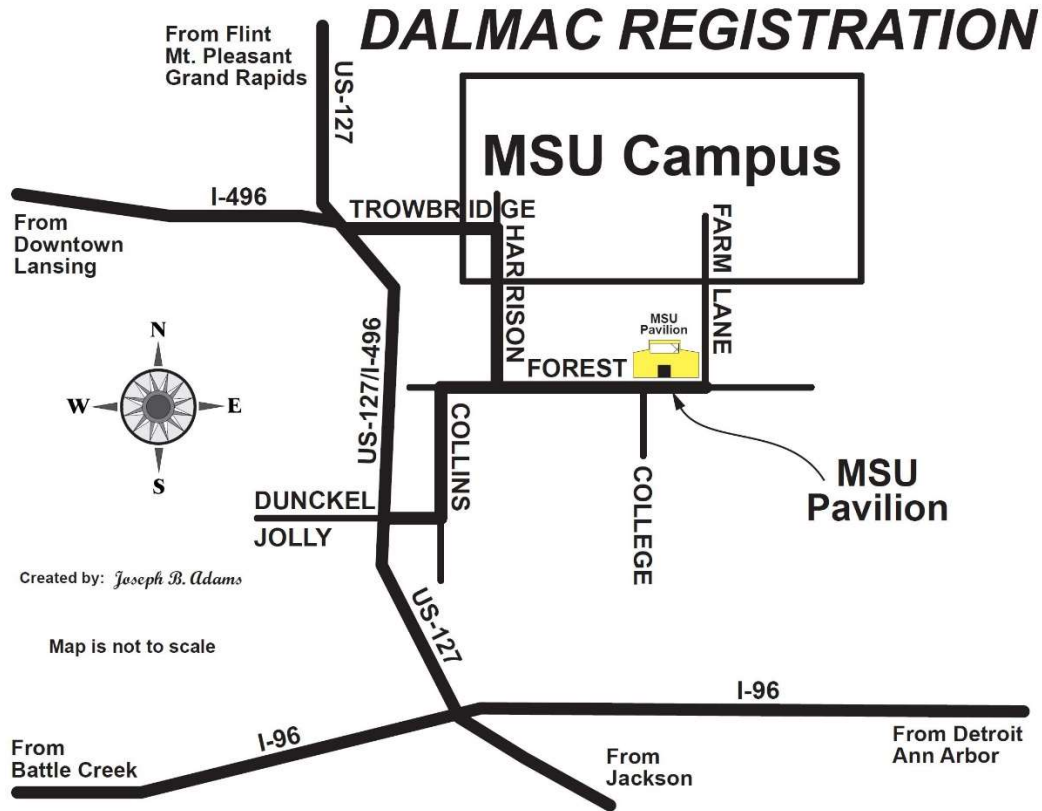 DALMAC REGISTRATION
From Flint
Mt. Pleasant
Grand Rapids
US-127
MSU Campus
I-496
TROWBRIDGE
From
Downtown
Lansing
HARRISON
FARM LANE
MSU
Pavilion
FOREST
N
W
E
S
US-127/I-496
COLLINS
COLLEGE
MSU
Pavilion
DUNCKEL
JOLLY
Created by: Joseph B. Adams
US-127
Map is not to scale
I-96
I-96
From
Battle Creek
From
Jackson
From Detroit
Ann Arbor